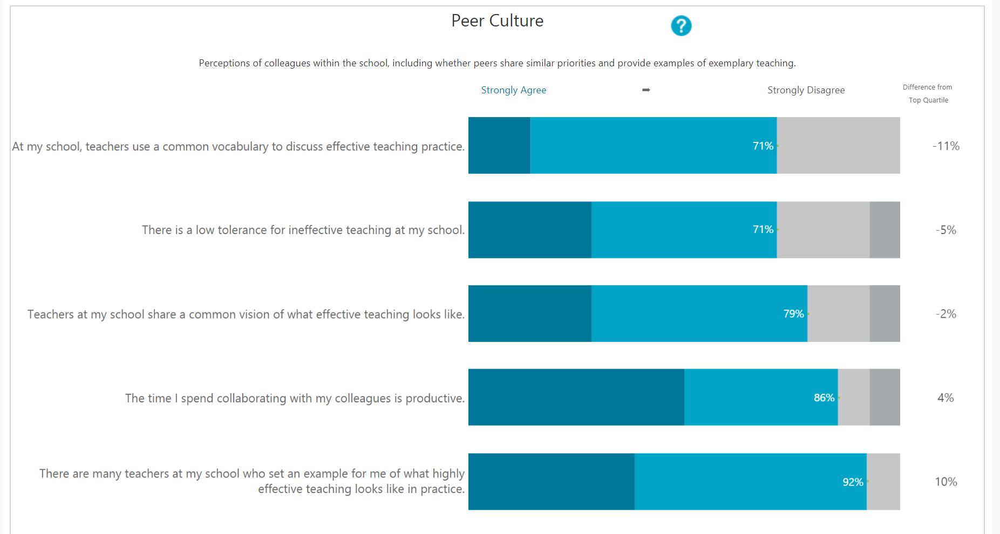 Peer Culture
?
Perceptions of colleagues within the school, including whether peers share similar priorities and provide examples of exemplary teaching.
Strongly Agree ➡ Strongly Disagree
Difference from
Top Quartile
At my school, teachers use a common vocabulary to discuss effective teaching practice. 71% -11%
There is a low tolerance for ineffective teaching at my school. 71% -5%
Teachers at my school share a common vision of what effective teaching looks like. 79% -2%
The time I spend collaborating with my colleagues is productive. 86% 4%
There are many teachers at my school who set an example for me of what highly
effective teaching looks like in practice.
92% 10%